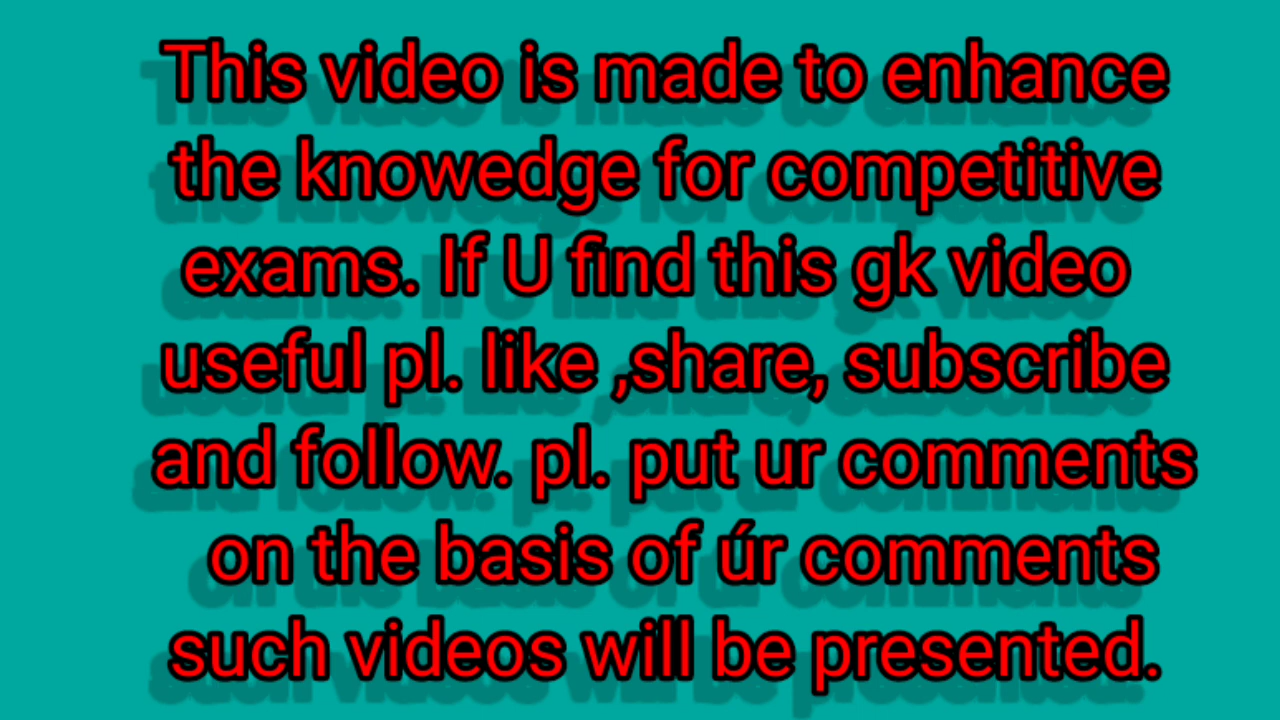 This video is made to enhance
the knowedge for competitive
exams. If U find this gk video
useful pl. like ,share, subscribe
and follow. pl. put ur comments
on the basis of úr comments
such videos will be presented.